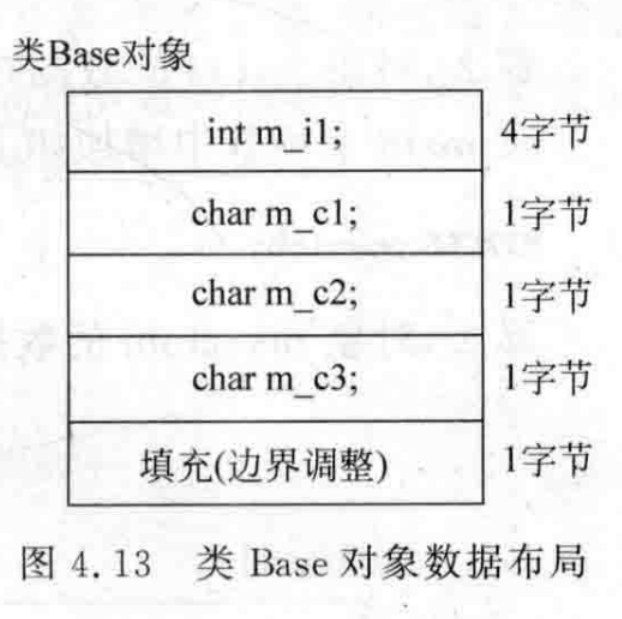 类Base对象
int m_i1; 4字节
char m_c1; 1字节
char m_c2; 1字节
char m_c3; 1字节
填充(边界调整) 1字节
图 4.13 类 Base 对象数据布局